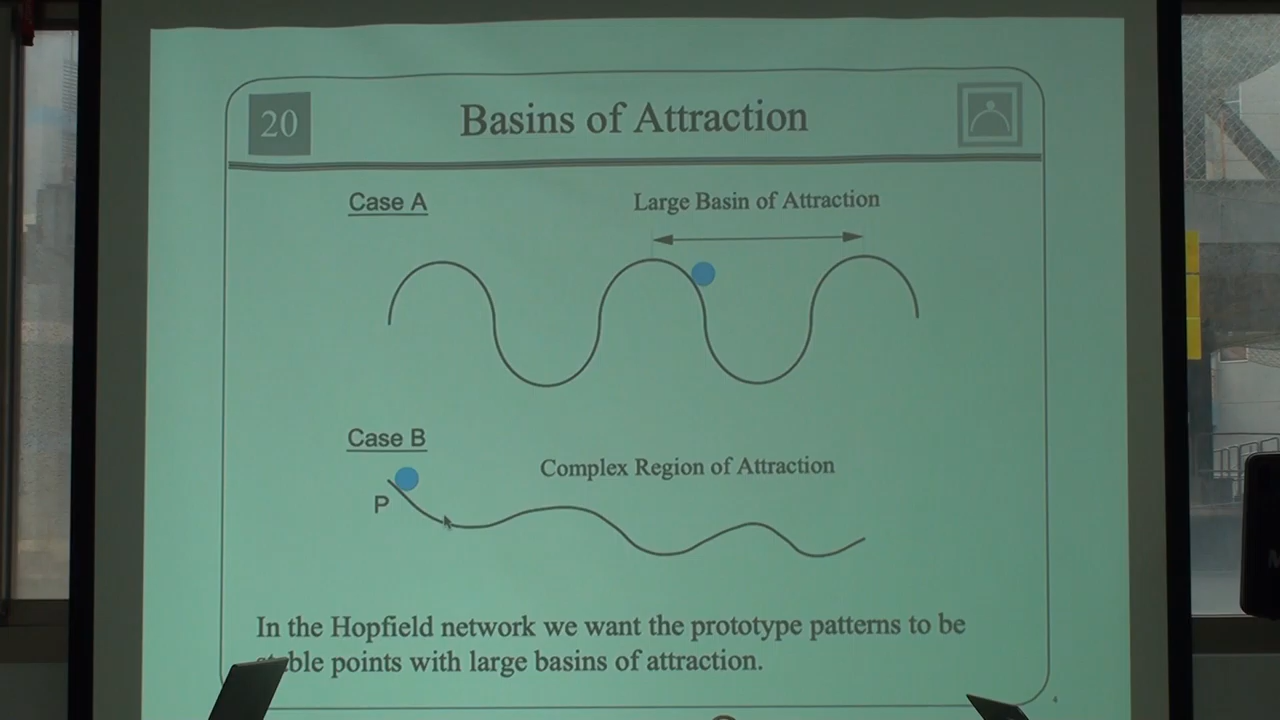 20
Basins of Attraction
Case A
Large Basin of Attraction
Case B
Complex Region of Attraction
P
In the Hopfield network we want the prototype patterns to be
points with large basins of attraction.
4